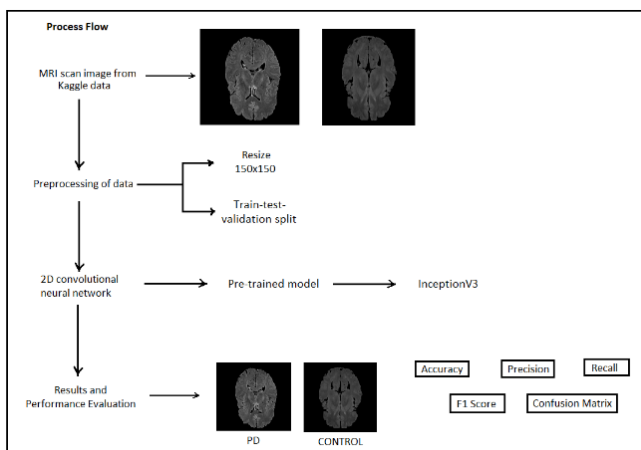 Process Flow
MRI scan image from
Kaggle data
Resize
150x150
Preprocessing of data
Train-test-
validation split
2D convolutional
neural network
Pre-trained model
InceptionV3
Results and
Performance Evaluation
PD
CONTROL
Accuracy
Precision
Recall
F1 Score
Confusion Matrix